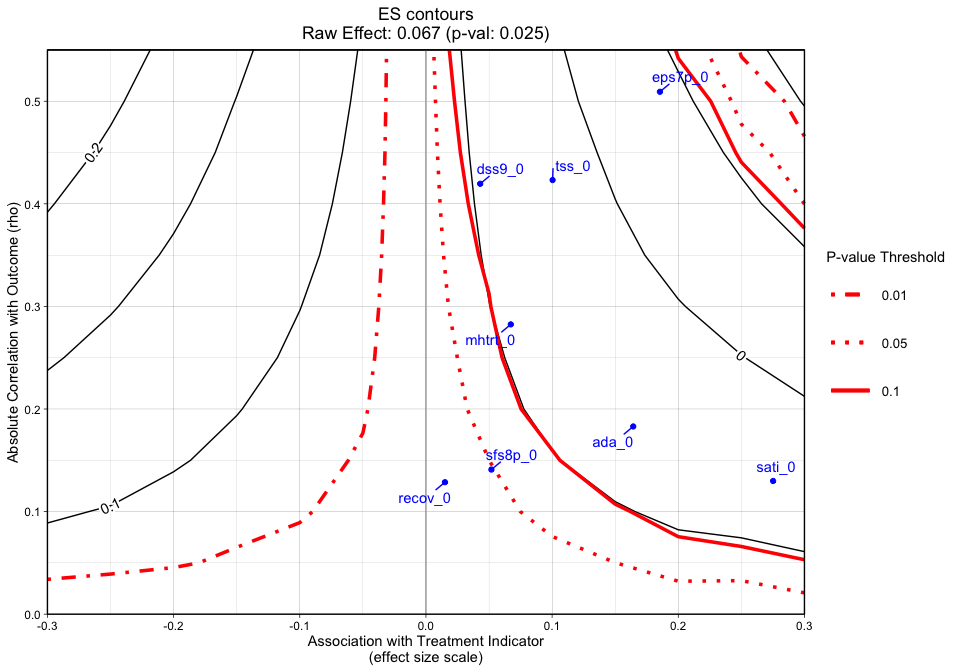 ES contours
Raw Effect: 0.067 (p-val: 0.025)
Absolute Correlation with Outcome (rho)
0.5
0.4
0.3
0.2
0.1
0.0
-0.3
-0.2
-0.1
0.0
0.1
0.2
0.3
Association with Treatment Indicator
(effect size scale)
0.2
0.1
0
eps7p_0
dss9_0
tss_0
mhtrt_0
ada_0
sfs8p_0
sati_0
recov_0
P-value Threshold
0.01
0.05
0.1